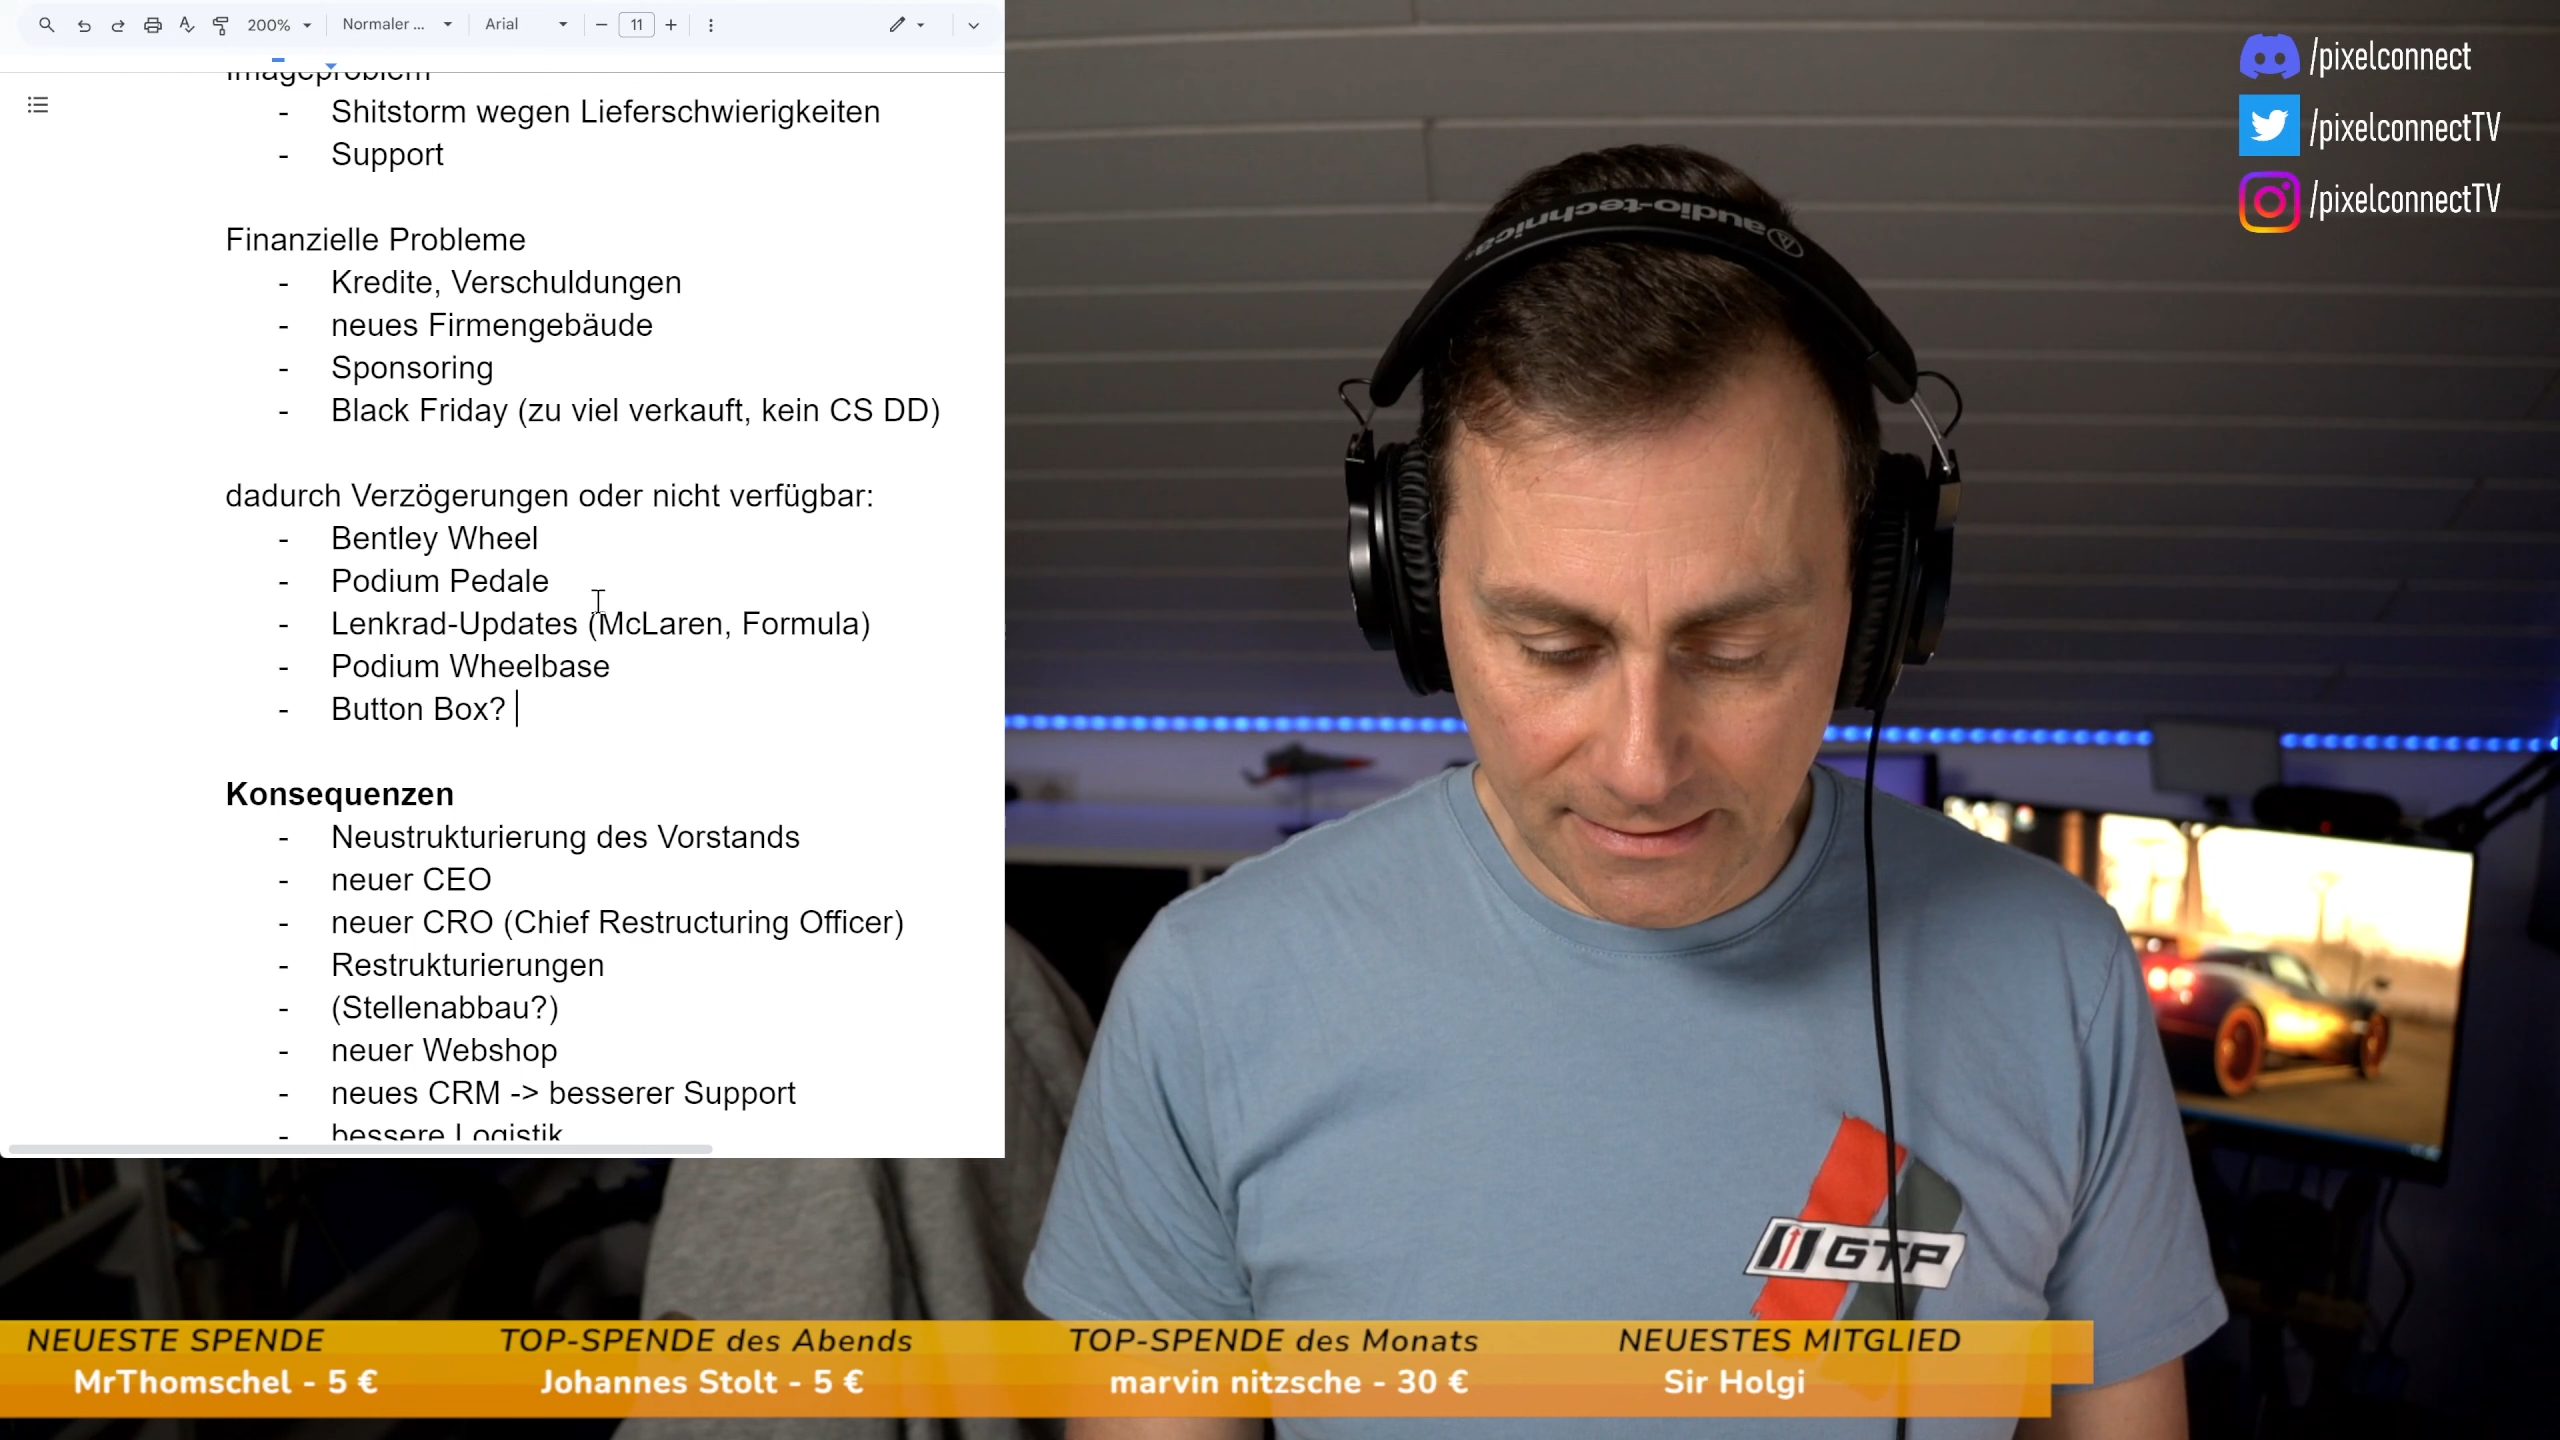 200%
Normaler ...
Arial
11
Imageproblem
- Shitstorm wegen Lieferschwierigkeiten
- Support
Finanzielle Probleme
- Kredite, Verschuldungen
- neues Firmengebäude
- Sponsoring
- Black Friday (zu viel verkauft, kein CS DD)
dadurch Verzögerungen oder nicht verfügbar:
- Bentley Wheel
- Podium Pedale
- Lenkrad-Updates (McLaren, Formula)
- Podium Wheelbase
- Button Box?
Konsequenzen
- Neustrukturierung des Vorstands
- neuer CEO
- neuer CRO (Chief Restructuring Officer)
- Restrukturierungen
- (Stellenabbau?)
- neuer Webshop
- neues CRM -> besserer Support
- bessere Logistik
/pixelconnect
/pixelconnectTV
/pixelconnectTV
audio-technica
GTP
NEUESTE SPENDE
MrThomschel - 5 €
TOP-SPENDE des Abends
Johannes Stolt - 5 €
TOP-SPENDE des Monats
marvin nitzsche - 30 €
NEUESTES MITGLIED
Sir Holgi